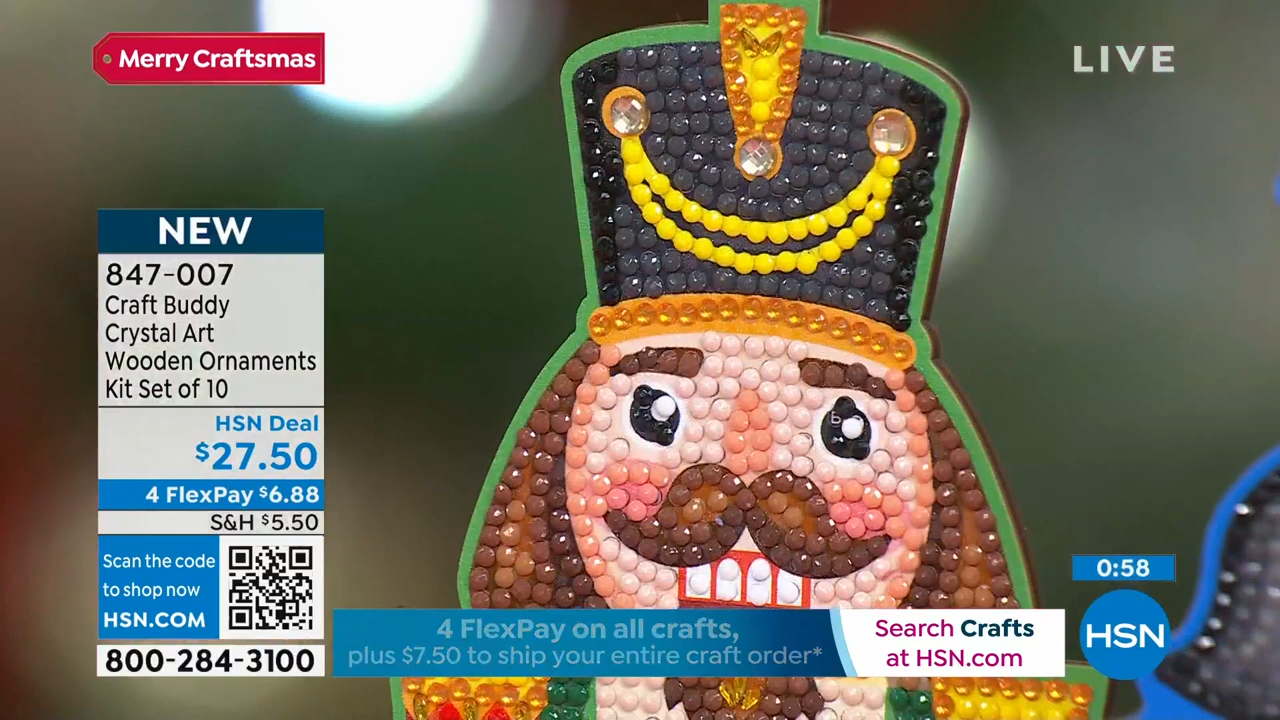 Merry Craftsmas
LIVE
NEW
847-007
Craft Buddy
Crystal Art
Wooden Ornaments
Kit Set of 10
HSN Deal
$27.50
4 FlexPay $6.88
S&H $5.50
Scan the code
to shop now
HSN.COM
800-284-3100
4 FlexPay on all crafts,
plus $7.50 to ship your entire craft order*
Search Crafts
at HSN.com
0:58
HSN